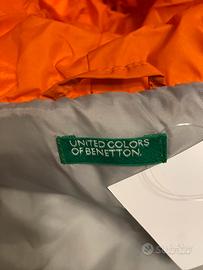 UNITED COLORS
OF BENETTON.